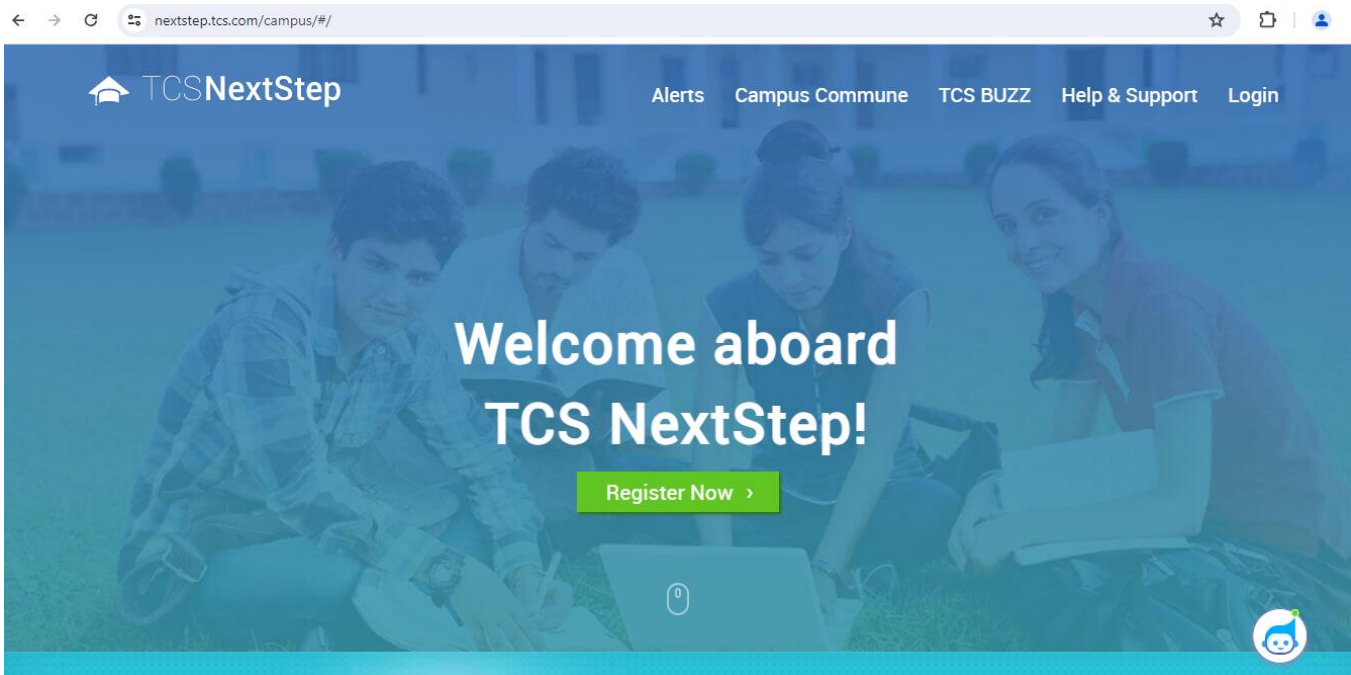 nextstep.tcs.com/campus/#/
TCSNextStep
Alerts Campus Commune TCS BUZZ Help & Support Login
Welcome aboard
TCS NextStep!
Register Now ›